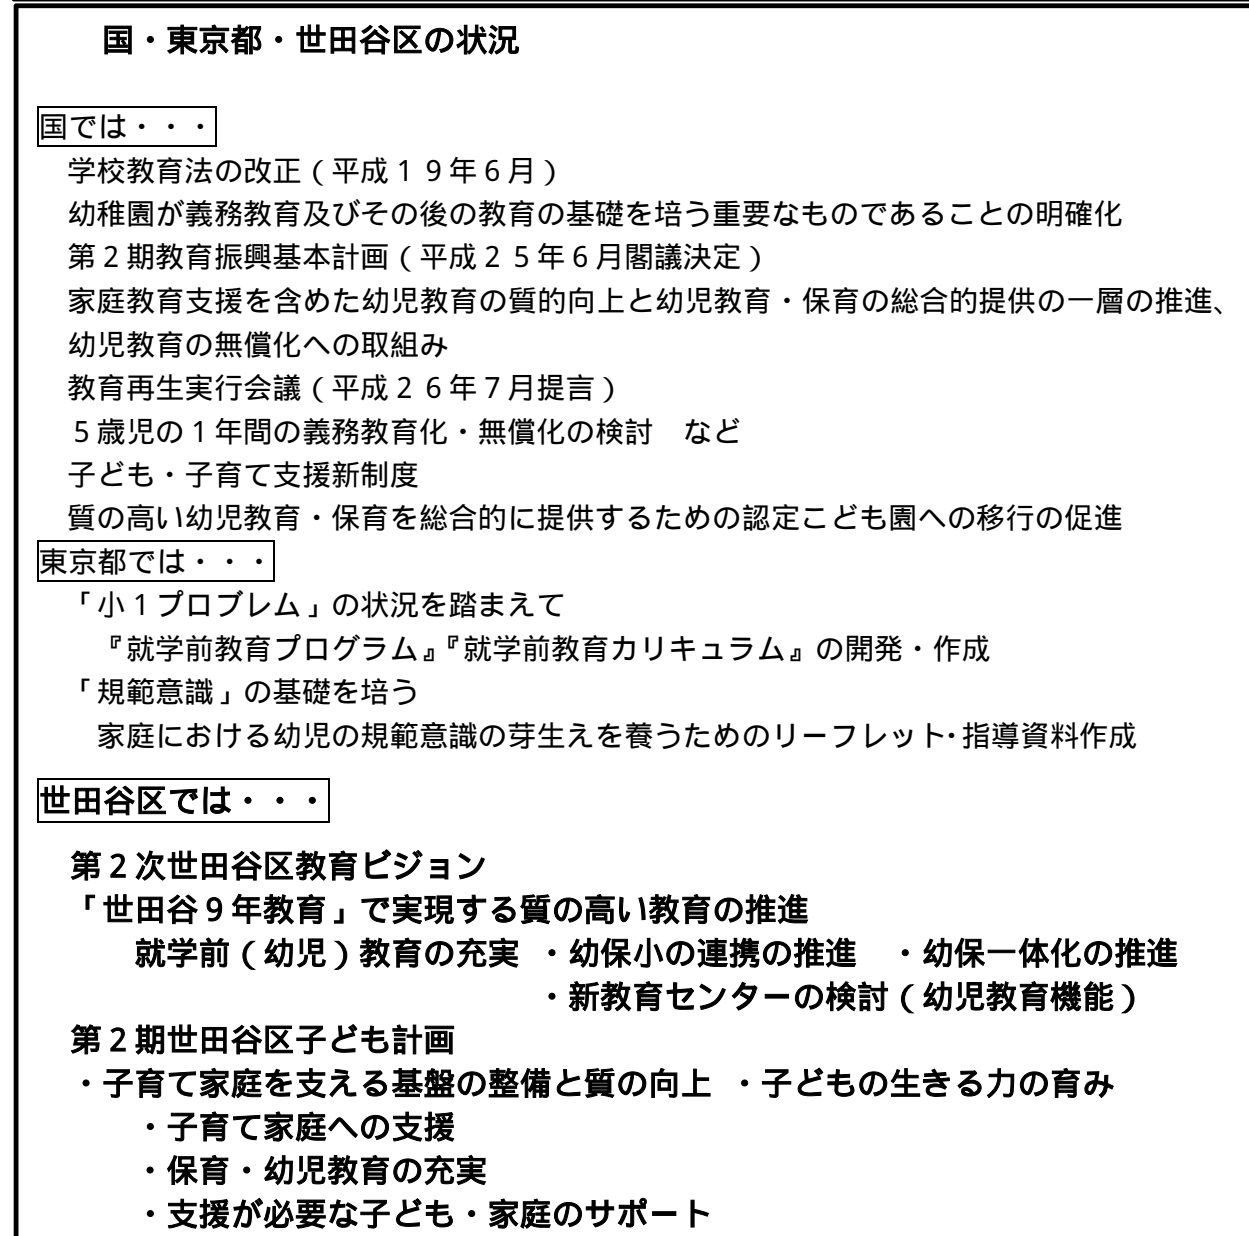 国・東京都・世田谷区の状況
国では・・・
学校教育法の改正(平成19年6月)
幼稚園が義務教育及びその後の教育の基礎を培う重要なものであることの明確化
第2期教育振興基本計画(平成25年6月閣議決定)
家庭教育支援を含めた幼児教育の質的向上と幼児教育・保育の総合的提供の一層の推進、
幼児教育の無償化への取組み
教育再生実行会議(平成26年7月提言)
5歳児の1年間の義務教育化・無償化の検討 など
子ども・子育て支援新制度
質の高い幼児教育・保育を総合的に提供するための認定こども園への移行の促進
東京都では・・・
「小1プロブレム」の状況を踏まえて
『就学前教育プログラム』『就学前教育カリキュラム』の開発・作成
「規範意識」の基礎を培う
家庭における幼児の規範意識の芽生えを養うためのリーフレット・指導資料作成
世田谷区では・・・
第2次世田谷区教育ビジョン
「世田谷9年教育」で実現する質の高い教育の推進
就学前(幼児)教育の充実 ・幼保小の連携の推進 ・幼保一体化の推進
・新教育センターの検討(幼児教育機能)
第2期世田谷区子ども計画
・子育て家庭を支える基盤の整備と質の向上 ・子どもの生きる力の育み
・子育て家庭への支援
・保育・幼児教育の充実
・支援が必要な子ども・家庭のサポート